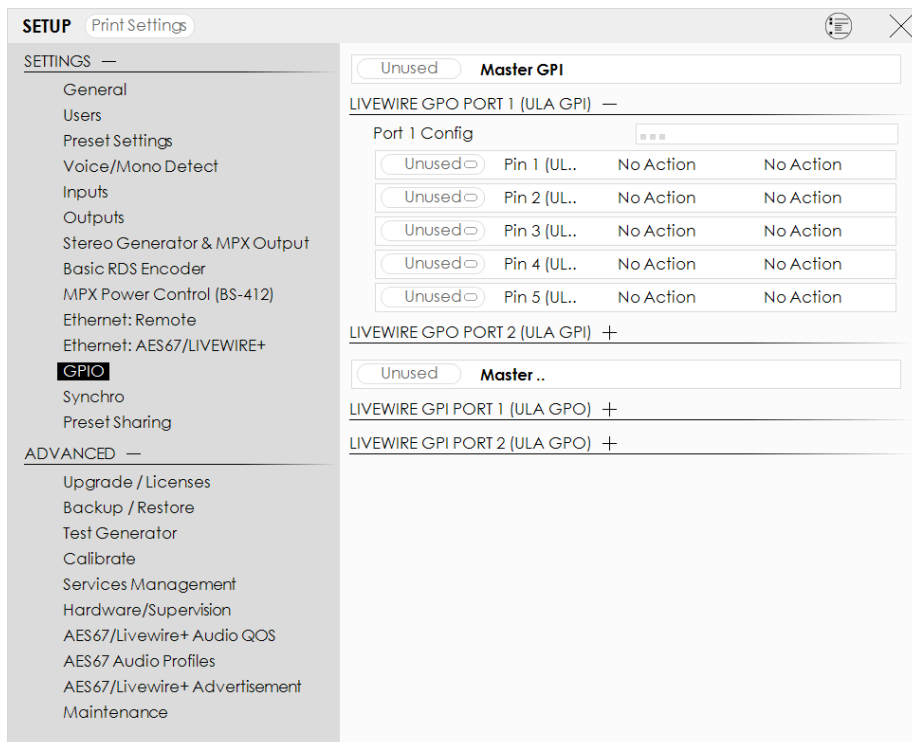 SETUP Print Settings
SETTINGS —
General
Users
Preset Settings
Voice/Mono Detect
Inputs
Outputs
Stereo Generator & MPX Output
Basic RDS Encoder
MPX Power Control (BS-412)
Ethernet: Remote
Ethernet: AES67/LIVEWIRE+
GPIO
Synchro
Preset Sharing
ADVANCED —
Upgrade / Licenses
Backup / Restore
Test Generator
Calibrate
Services Management
Hardware/Supervision
AES67/Livewire+ Audio QOS
AES67 Audio Profiles
AES67/Livewire+ Advertisement
Maintenance
Unused Master GPI
LIVEWIRE GPO PORT 1 (ULA GPI) —
Port 1 Config
Unused Pin 1 (UL.. No Action No Action
Unused Pin 2 (UL.. No Action No Action
Unused Pin 3 (UL.. No Action No Action
Unused Pin 4 (UL.. No Action No Action
Unused Pin 5 (UL.. No Action No Action
LIVEWIRE GPO PORT 2 (ULA GPI) +
Unused Master ..
LIVEWIRE GPI PORT 1 (ULA GPO) +
LIVEWIRE GPI PORT 2 (ULA GPO) +